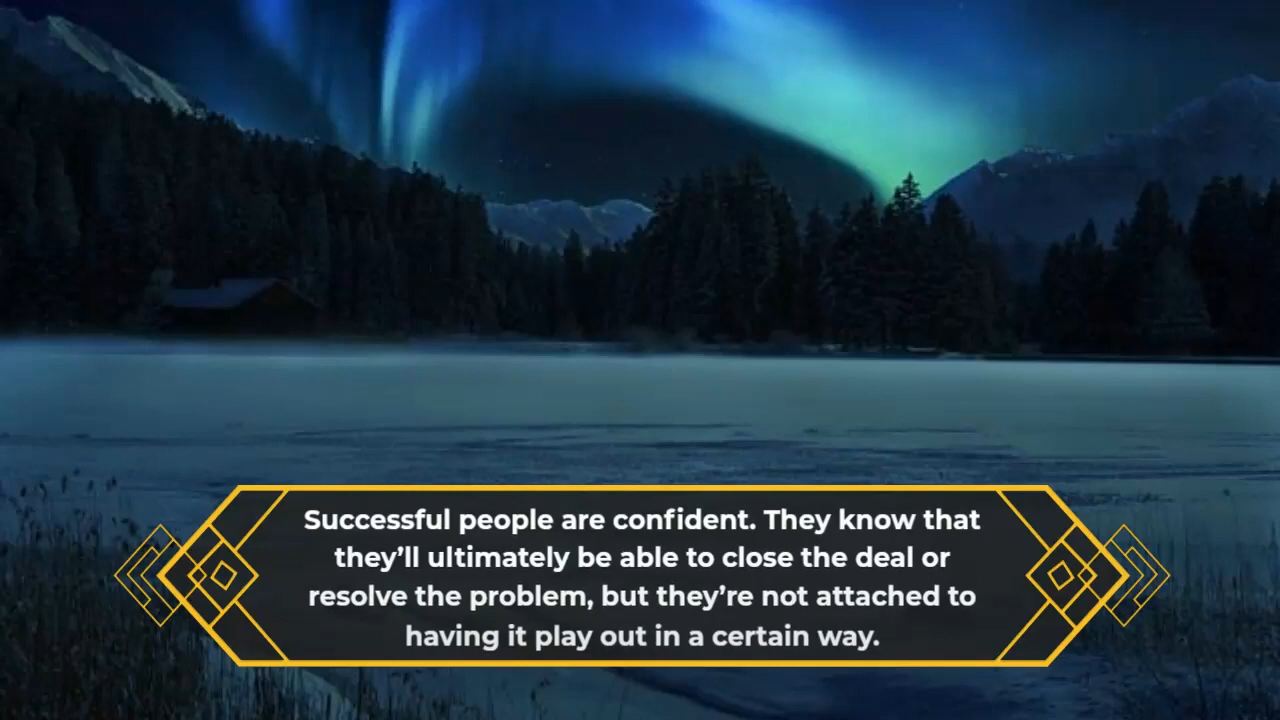 Successful people are confident. They know that
they’ll ultimately be able to close the deal or
resolve the problem, but they’re not attached to
having it play out in a certain way.